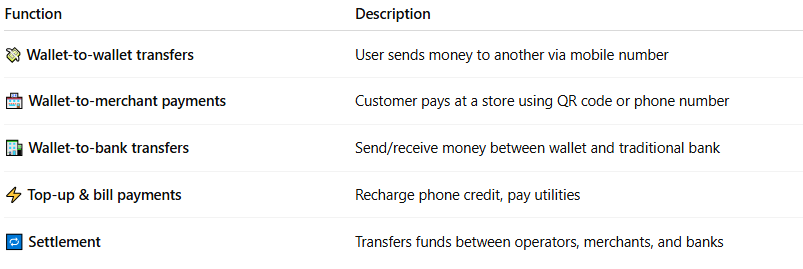 Function Description
💸 Wallet-to-wallet transfers User sends money to another via mobile number
🏪 Wallet-to-merchant payments Customer pays at a store using QR code or phone number
🏦 Wallet-to-bank transfers Send/receive money between wallet and traditional bank
⚡ Top-up & bill payments Recharge phone credit, pay utilities
🔁 Settlement Transfers funds between operators, merchants, and banks